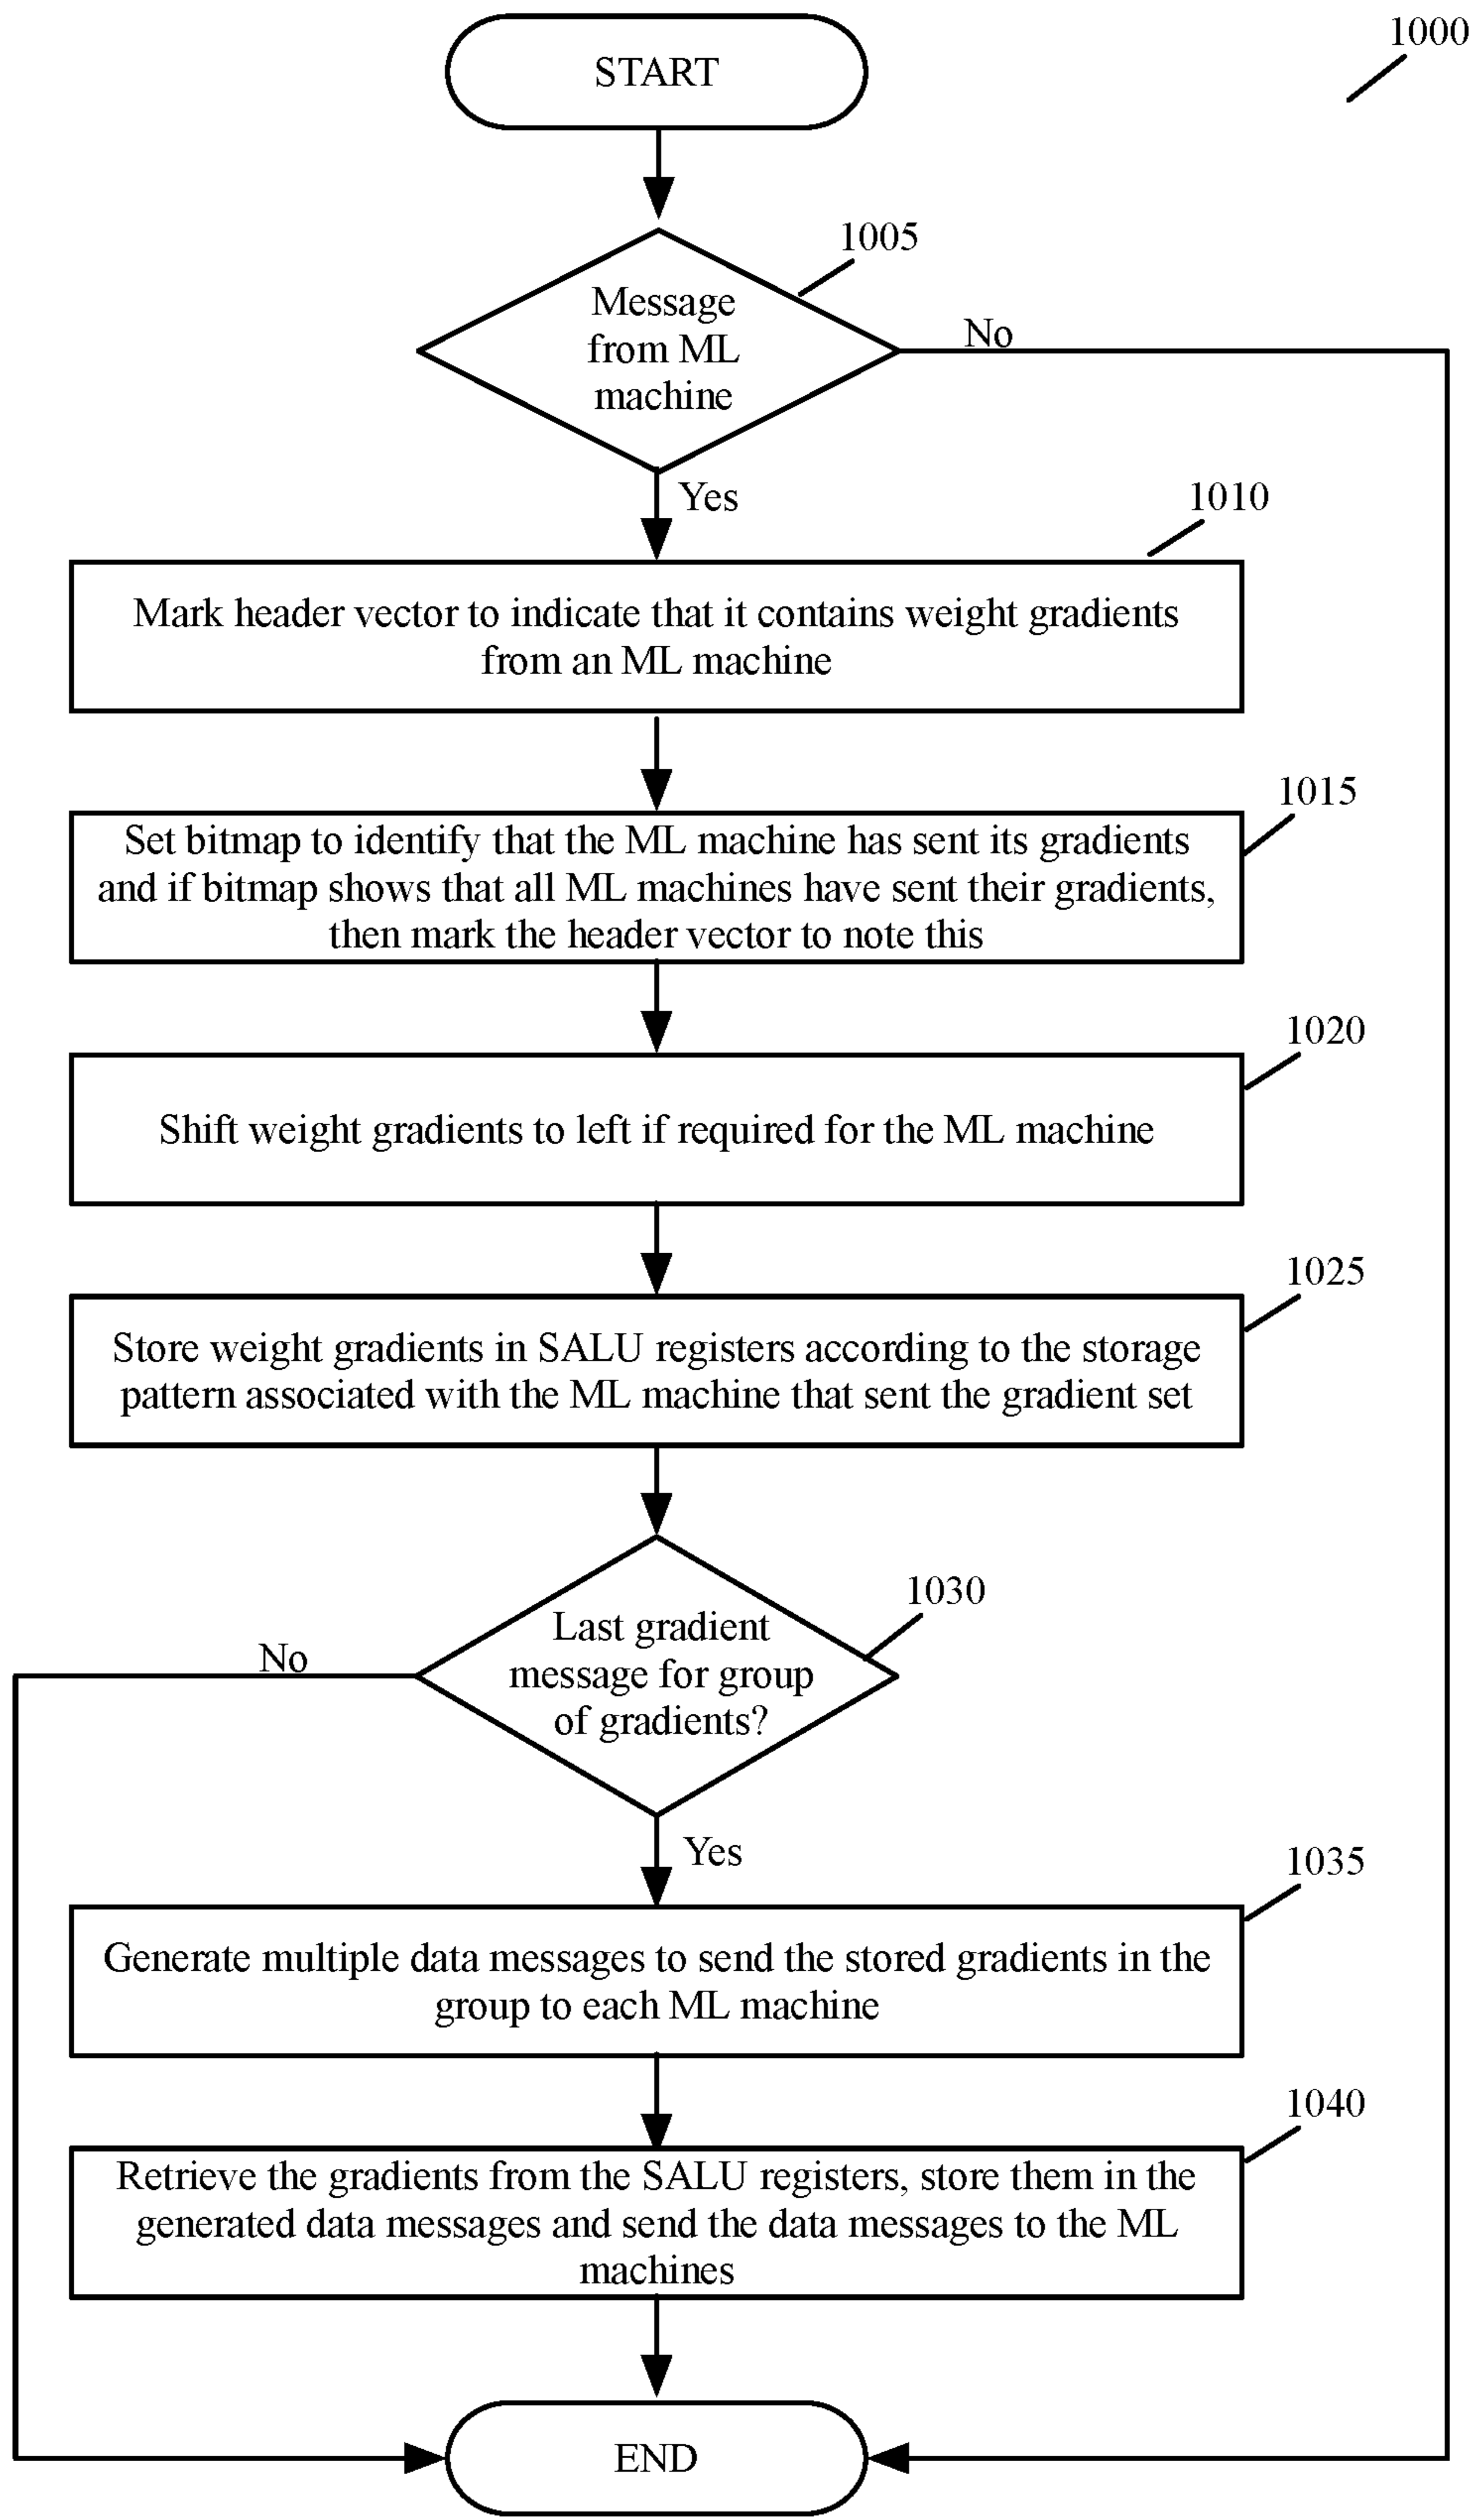 START
1000
1005
Message
from ML
machine
No
Yes
1010
Mark header vector to indicate that it contains weight gradients
from an ML machine
1015
Set bitmap to identify that the ML machine has sent its gradients
and if bitmap shows that all ML machines have sent their gradients,
then mark the header vector to note this
1020
Shift weight gradients to left if required for the ML machine
1025
Store weight gradients in SALU registers according to the storage
pattern associated with the ML machine that sent the gradient set
1030
Last gradient
message for group
of gradients?
No
Yes
1035
Generate multiple data messages to send the stored gradients in the
group to each ML machine
1040
Retrieve the gradients from the SALU registers, store them in the
generated data messages and send the data messages to the ML
machines
END